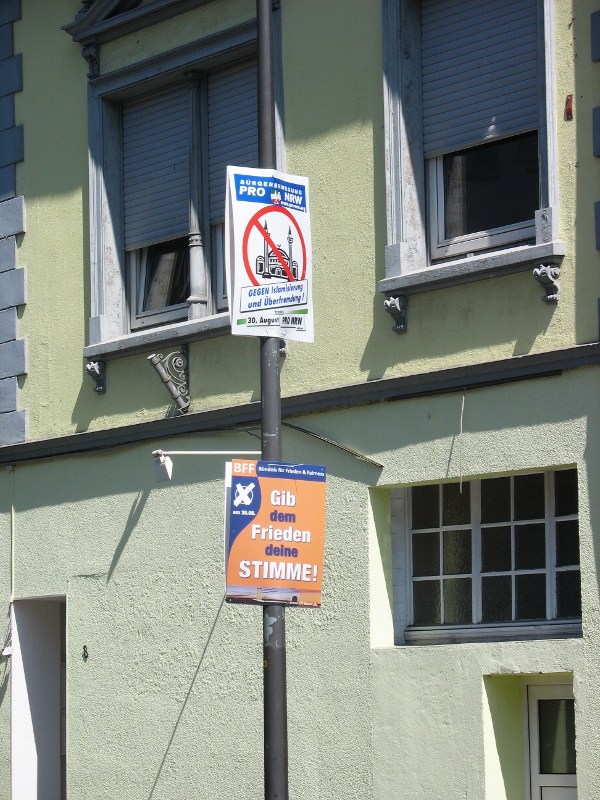 BÜRGERBEWEGUNG
PRO NRW
GEGEN Islamisierung
und Überfremdung!
30. August PRO NRW
BFF Bündnis für Frieden & Fairness
am 30.08.
Gib
dem
Frieden
deine
STIMME!
8